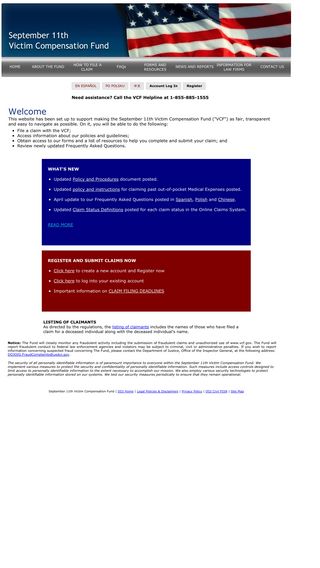 September 11th
Victim Compensation Fund
HOME ABOUT THE FUND HOW TO FILE A CLAIM FAQs FORMS AND RESOURCES NEWS AND REPORTS INFORMATION FOR LAW FIRMS CONTACT US
EN ESPAÑOL PO POLSKU 中文 Account Log In Register
Need assistance? Call the VCF Helpline at 1-855-885-1555
Welcome
This website has been set up to support making the September 11th Victim Compensation Fund ("VCF") as fair, transparent
and easy to navigate as possible. On it, you will be able to do the following:
• File a claim with the VCF;
• Access information about our policies and guidelines;
• Obtain access to our forms and a list of resources to help you complete and submit your claim; and
• Review newly updated Frequently Asked Questions.
WHAT'S NEW
• Updated Policy and Procedures document posted.
• Updated policy and instructions for claiming past out-of-pocket Medical Expenses posted.
• April update to our Frequently Asked Questions posted in Spanish, Polish and Chinese.
• Updated Claim Status Definitions posted for each claim status in the Online Claims System.
READ MORE
REGISTER AND SUBMIT CLAIMS NOW
• Click here to create a new account and Register now
• Click here to log into your existing account
• Important information on CLAIM FILING DEADLINES
LISTING OF CLAIMANTS
As directed by the regulations, the listing of claimants includes the names of those who have filed a
claim for a deceased individual along with the deceased individual's name.
Notice: The Fund will closely monitor any fraudulent activity including the submission of fraudulent claims and unauthorized use of www.vcf.gov. The Fund will
report fraudulent conduct to federal law enforcement agencies and violators may be subject to criminal, civil or administrative penalties. If you wish to report
information concerning suspected fraud concerning The Fund, please contact the Department of Justice, Office of the Inspector General, at the following address:
The security of all personally identifiable information is of paramount importance to everyone within the September 11th Victim Compensation Fund. We
implement various measures to protect the security and confidentiality of personally identifiable information. Such measures include access controls designed to
limit access to personally identifiable information to the extent necessary to accomplish our mission. We also employ various security technologies to protect
personally identifiable information stored on our systems. We test our security measures periodically to ensure that they remain operational.
September 11th Victim Compensation Fund | DOJ Home | Legal Policies & Disclaimers | Privacy Policy | DOJ Civil FOIA | Site Map